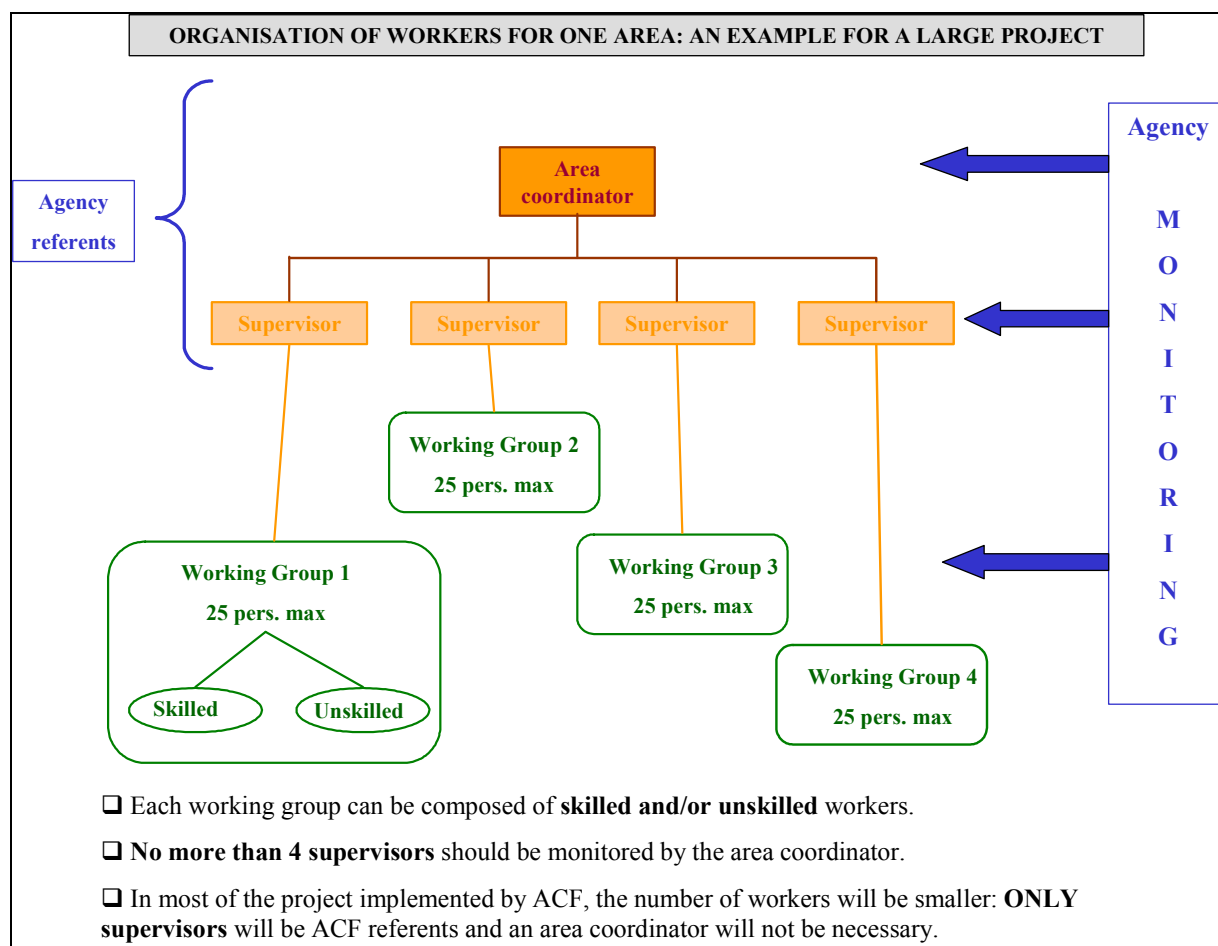 ORGANISATION OF WORKERS FOR ONE AREA: AN EXAMPLE FOR A LARGE PROJECT
Agency
referents
Area
coordinator
Supervisor
Supervisor
Supervisor
Supervisor
Working Group 2
25 pers. max
Working Group 1
25 pers. max
Skilled
Unskilled
Working Group 3
25 pers. max
Working Group 4
25 pers. max
Agency
M
O
N
I
T
O
R
I
N
G
❑ Each working group can be composed of skilled and/or unskilled workers.
❑ No more than 4 supervisors should be monitored by the area coordinator.
❑ In most of the project implemented by ACF, the number of workers will be smaller: ONLY
supervisors will be ACF referents and an area coordinator will not be necessary.